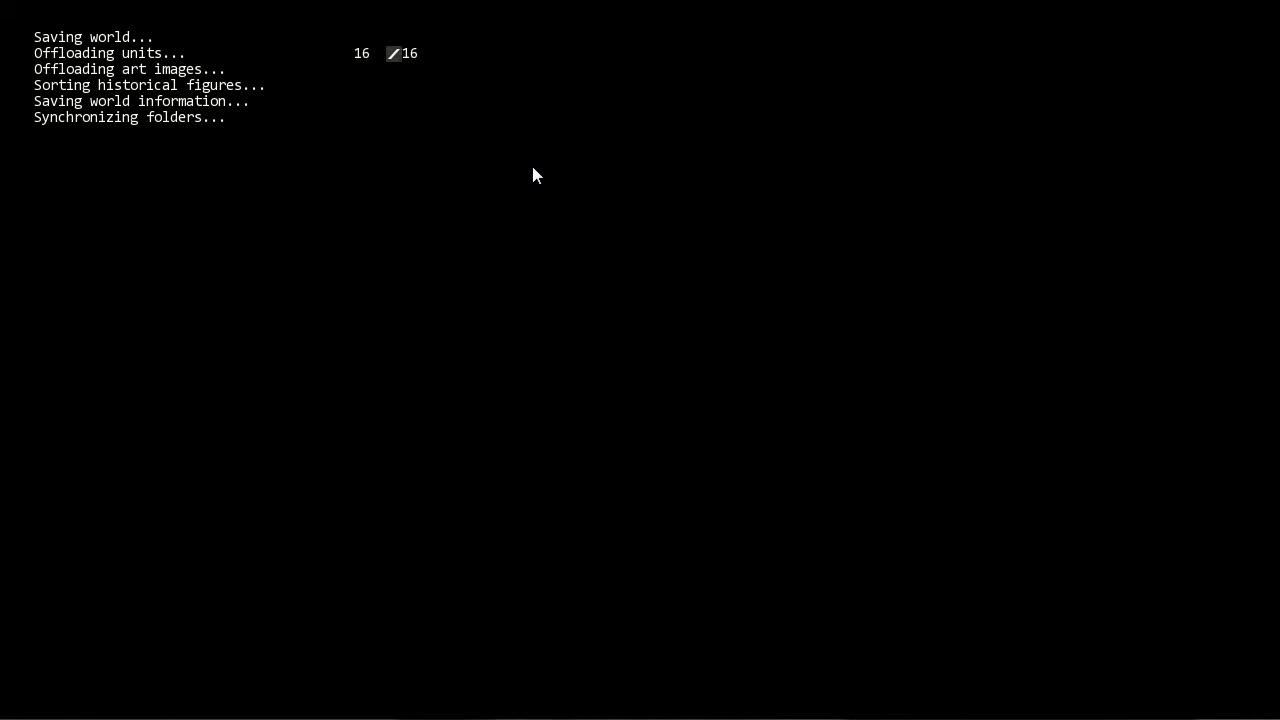 Saving world...
Offloading units... 16 /16
Offloading art images...
Sorting historical figures...
Saving world information...
Synchronizing folders...